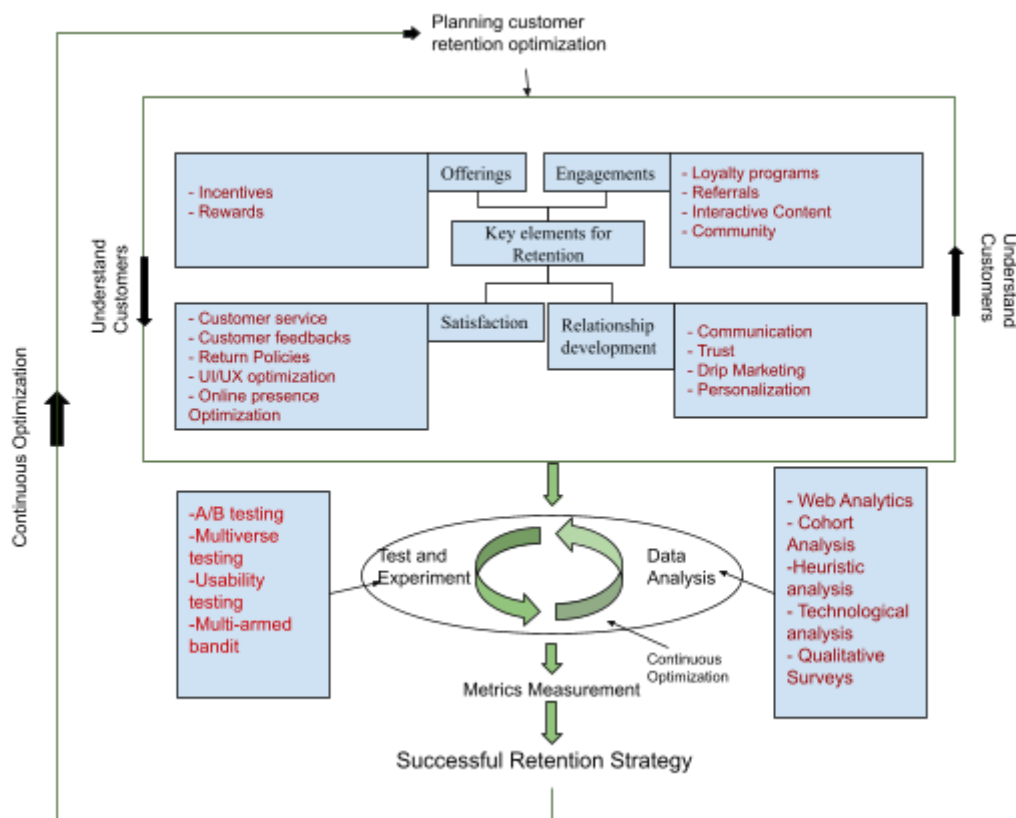 Planning customer
retention optimization
Offerings
Engagements
- Incentives
- Rewards
- Loyalty programs
- Referrals
- Interactive Content
- Community
Key elements for
Retention
Understand
Customers
Understand
Customers
Satisfaction
Relationship
development
- Customer service
- Customer feedbacks
- Return Policies
- UI/UX optimization
- Online presence
Optimization
- Communication
- Trust
- Drip Marketing
- Personalization
Continuous Optimization
-A/B testing
-Multiverse
testing
-Usability
testing
-Multi-armed
bandit
Test and
Experiment
Data
Analysis
- Web Analytics
- Cohort
Analysis
-Heuristic
analysis
- Technological
analysis
- Qualitative
Surveys
Continuous
Optimization
Metrics Measurement
Successful Retention Strategy